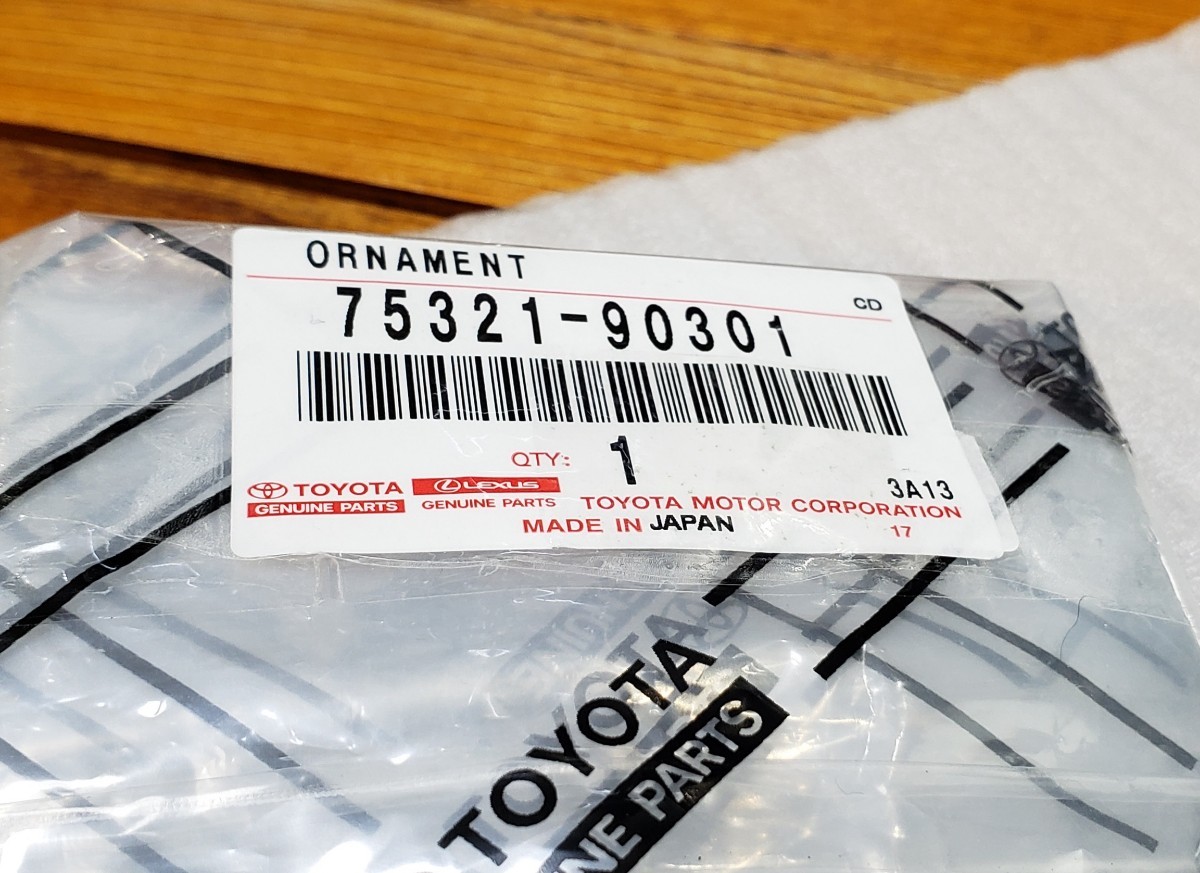 ORNAMENT
CD
75321-90301
QTY: 1
3A13
TOYOTA LEXUS
GENUINE PARTS GENUINE PARTS TOYOTA MOTOR CORPORATION
MADE IN JAPAN 17
TOYOTA
NE PARTS